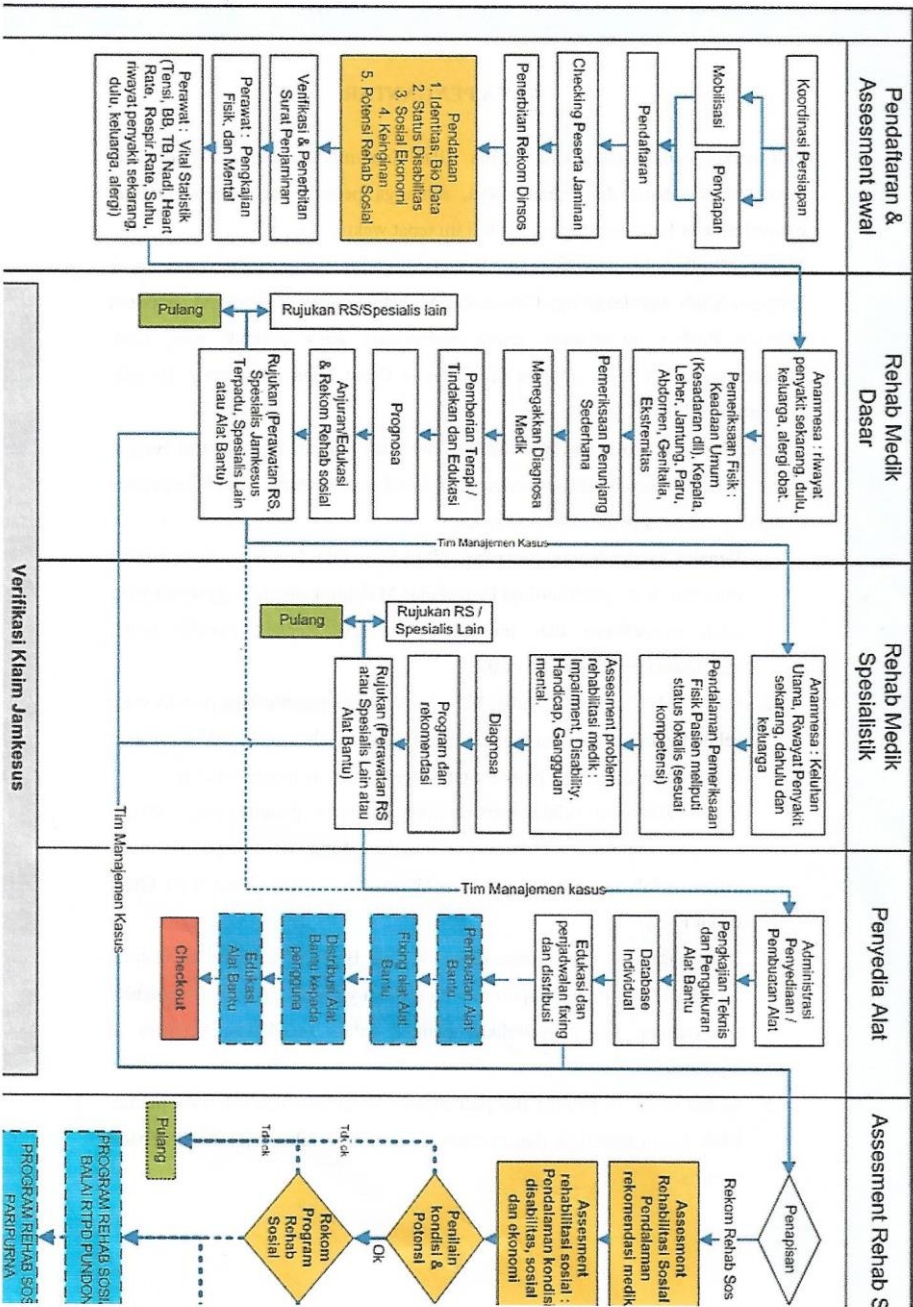 Pendaftaran &
Assesment awal
Koordinasi Persiapan
Mobilisasi
Penyiapan
Pendaftaran
Checking Peserta Jaminan
Penerbitan Rekom Dinsos
Pendataan
1. Identitas, Bio Data
2. Status Disabilitas
3. Sosial Ekonomi
4. Keinginan
5. Potensi Rehab Sosial
Verifikasi & Penerbitan
Surat Penjaminan
Perawat : Pengkajian
Fisik, dan Mental
Perawat : Vital Statistik
(Tensi, BB, TB, Nadi, Heart
Rate, Respir.Rate, Suhu,
riwayat penyakit sekarang,
dulu, keluarga, alergi)
Rehab Medik
Dasar
Anamnesa : riwayat
penyakit sekarang, dulu,
keluarga, alergi obat.
Pemeriksaan Fisik :
Keadaan Umum
(Kesadaran dll), Kepala,
Leher, Jantung, Paru,
Abdomen, Genitalia,
Ekstremitas
Pemeriksaan Penunjang
Sederhana
Menegakkan Diagnosa
Medik
Pemberian Terapi /
Tindakan dan Edukasi
Prognosa
Anjuran/Edukasi
& Rekom Rehab sosial
Rujukan (Perawatan RS,
Spesialis Jamkesus
Terpadu, Spesialis Lain
atau Alat Bantu)
Rujukan RS/Spesialis lain
Pulang
Tim Manajemen Kasus
Rehab Medik
Spesialistik
Anamnesa : Keluhan
Utama, Riwayat Penyakit
sekarang, dahulu dan
keluarga
Pendalaman Pemeriksaan
Fisik Pasien meliputi
status lokalis (sesuai
kompetensi)
Assesment problem
rehabilitasi medik :
Impairment, Disability,
Handicap, Gangguan
mental.
Diagnosa
Program dan
rekomendasi
Rujukan (Perawatan RS
atau Spesialis Lain atau
Alat Bantu)
Rujukan RS /
Spesialis Lain
Pulang
Tim Manajemen kasus
Tim Manajemen Kasus
Penyedia Alat
Administrasi
Penyediaan /
Pembuatan Alat
Pengkajian Teknis
dan Pengukuran
Alat Bantu
Database
Individual
Edukasi dan
penjadwalan fixing
dan distribusi
Pembuatan Alat
Bantu
Fixing alat Alat
Bantu
Distribusi Alat
Bantu kepada
pengguna
Edukasi
Alat Bantu
Checkout
Assesment Rehab S
Penapisan
Rekom Rehab Sos
Assesment
Rehabilitasi Sosial
Pendalaman
rekomendasi medik
Assesment
rehabilitasi sosial :
Pendalaman kondisi
disabilitas, sosial
dan ekonomi
Penilain
kondisi &
Potensi
Ok
Rekom
Program
Rehab
Sosial
Pulang
PROGRAM REHAB SOSI
BALAI RTPD PUNDON
PROGRAM REHAB SOS
PARIPURNA
Verifikasi Klaim Jamkesus